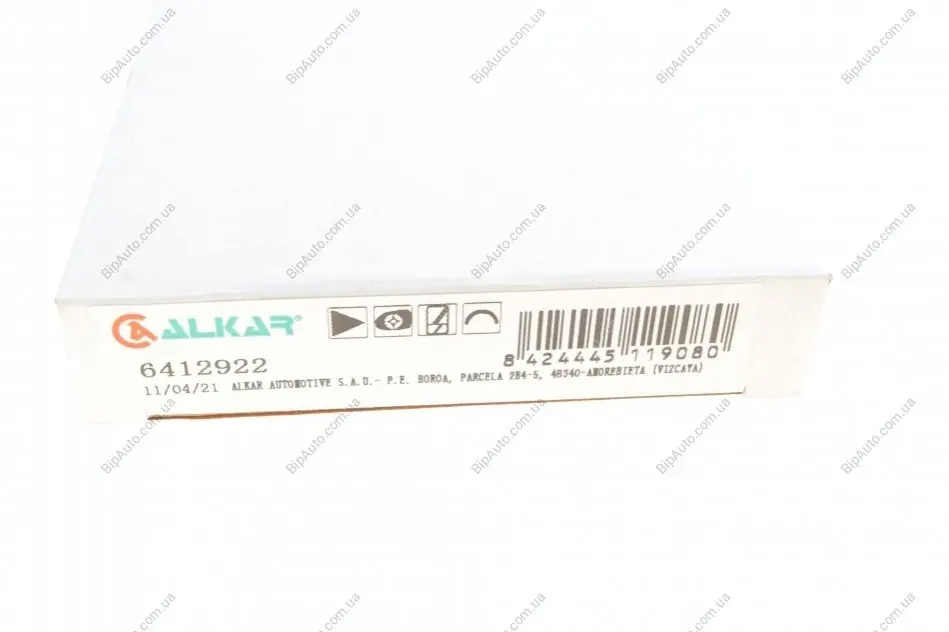 ALKAR®
6412922
8 424445 119080
11/04/21 ALKAR AUTOMOTIVE S.A.U.- P.E. BOROA, PARCELA 2B4-5, 48340-AMOREBIETA (VIZCAYA)
BipAuto.com.ua